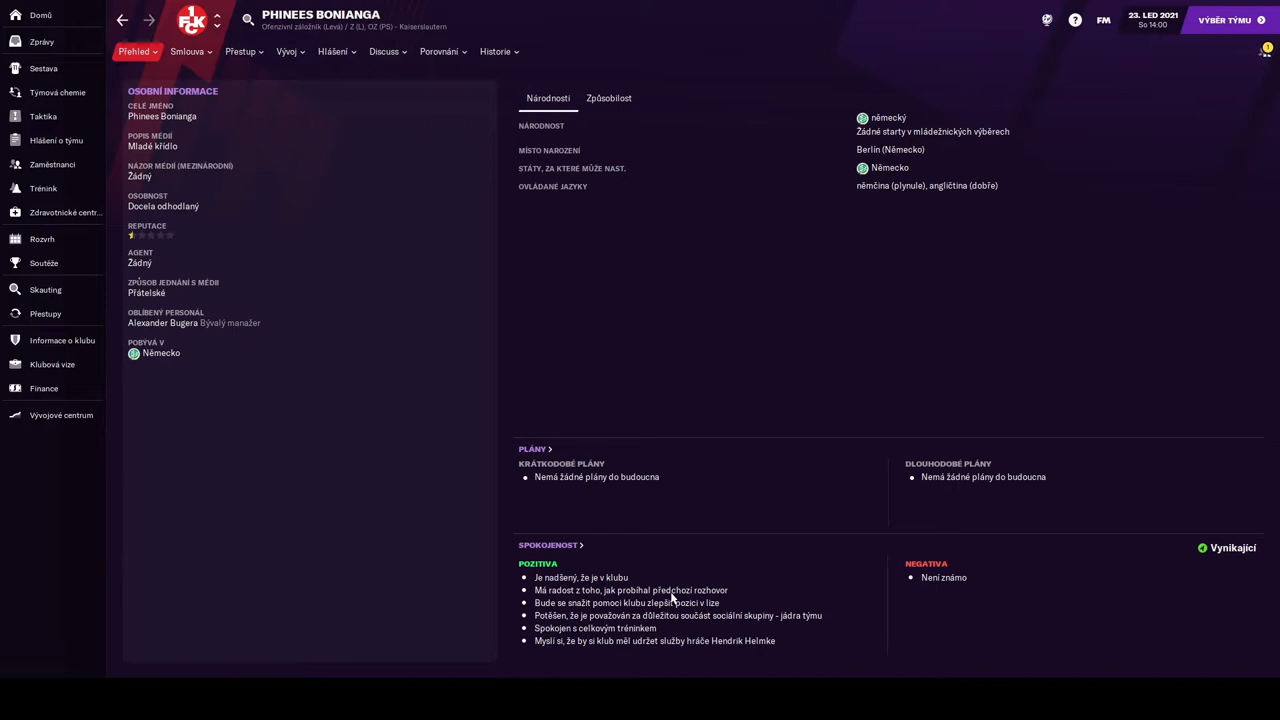 Domů
Zprávy
Sestava
Týmová chemie
Taktika
Hlášení o týmu
Zaměstnanci
Trénink
Zdravotnické centr...
Rozvrh
Soutěže
Skauting
Přestupy
Informace o klubu
Klubová vize
Finance
Vývojové centrum
FCK
PHINEES BONIANGA
Ofenzivní záložník (Levá) / Z (L), OZ (PS) - Kaiserslautern
?
FM
23. LED 2021
So 14:00
VÝBĚR TÝMU
1
Přehled
Smlouva
Přestup
Vývoj
Hlášení
Discuss
Porovnání
Historie
OSOBNÍ INFORMACE
CELÉ JMÉNO
Phinees Bonianga
POPIS MÉDIÍ
Mladé křídlo
NÁZOR MÉDIÍ (MEZINÁRODNÍ)
Žádný
OSOBNOST
Docela odhodlaný
REPUTACE
AGENT
Žádný
ZPŮSOB JEDNÁNÍ S MÉDII
Přátelské
OBLÍBENÝ PERSONÁL
Alexander Bugera Bývalý manažer
POBÝVÁ V
Německo
Národnosti Způsobilost
NÁRODNOST německý
Žádné starty v mládežnických výběrech
MÍSTO NAROZENÍ Berlín (Německo)
STÁTY, ZA KTERÉ MŮŽE NAST. Německo
OVLÁDANÉ JAZYKY němčina (plynule), angličtina (dobře)
PLÁNY
KRÁTKODOBÉ PLÁNY
Nemá žádné plány do budoucna
DLOUHODOBÉ PLÁNY
Nemá žádné plány do budoucna
SPOKOJENOST
Vynikající
POZITIVA
Je nadšený, že je v klubu
Má radost z toho, jak probíhal předchozí rozhovor
Bude se snažit pomoci klubu zlepšit pozici v lize
Potěšen, že je považován za důležitou součást sociální skupiny - jádra týmu
Spokojen s celkovým tréninkem
Myslí si, že by si klub měl udržet služby hráče Hendrik Helmke
NEGATIVA
Není známo